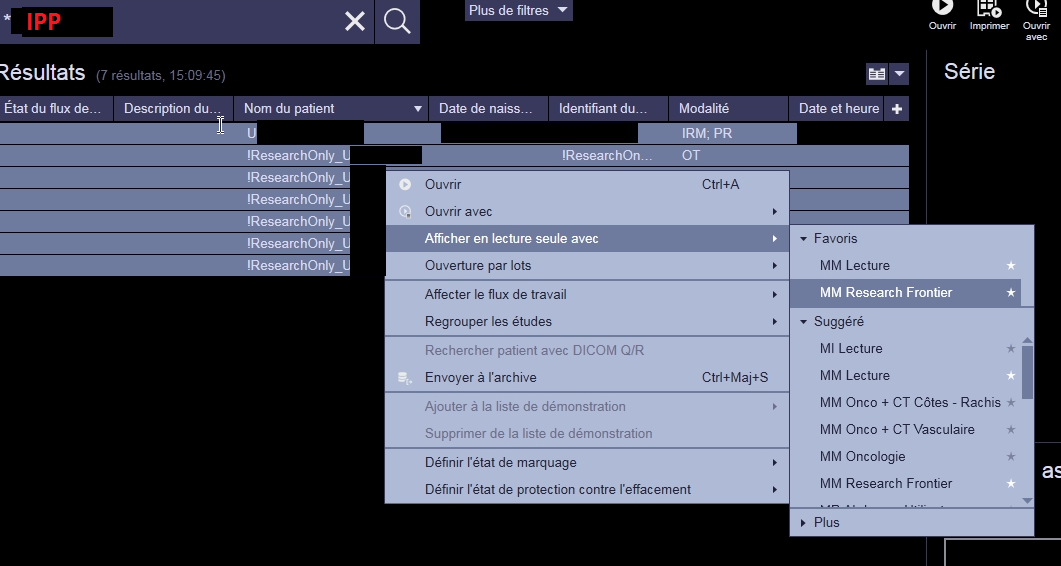 * IPP
Plus de filtres
Ouvrir
Imprimer
Ouvrir
avec
Résultats (7 résultats, 15:09:45)
Série
État du flux de... Description du... Nom du patient Date de naiss... Identifiant du... Modalité Date et heure
U IRM; PR
!ResearchOnly_U !ResearchOn... OT
!ResearchOnly_U
!ResearchOnly_U
!ResearchOnly_U
!ResearchOnly_U
!ResearchOnly_U
Ouvrir Ctrl+A
Ouvrir avec
Afficher en lecture seule avec
Ouverture par lots
Affecter le flux de travail
Regrouper les études
Rechercher patient avec DICOM Q/R
Envoyer à l'archive Ctrl+Maj+S
Ajouter à la liste de démonstration
Supprimer de la liste de démonstration
Définir l'état de marquage
Définir l'état de protection contre l'effacement
Favoris
MM Lecture
MM Research Frontier
Suggéré
MI Lecture
MM Lecture
MM Onco + CT Côtes - Rachis
MM Onco + CT Vasculaire
MM Oncologie
MM Research Frontier
Plus
as